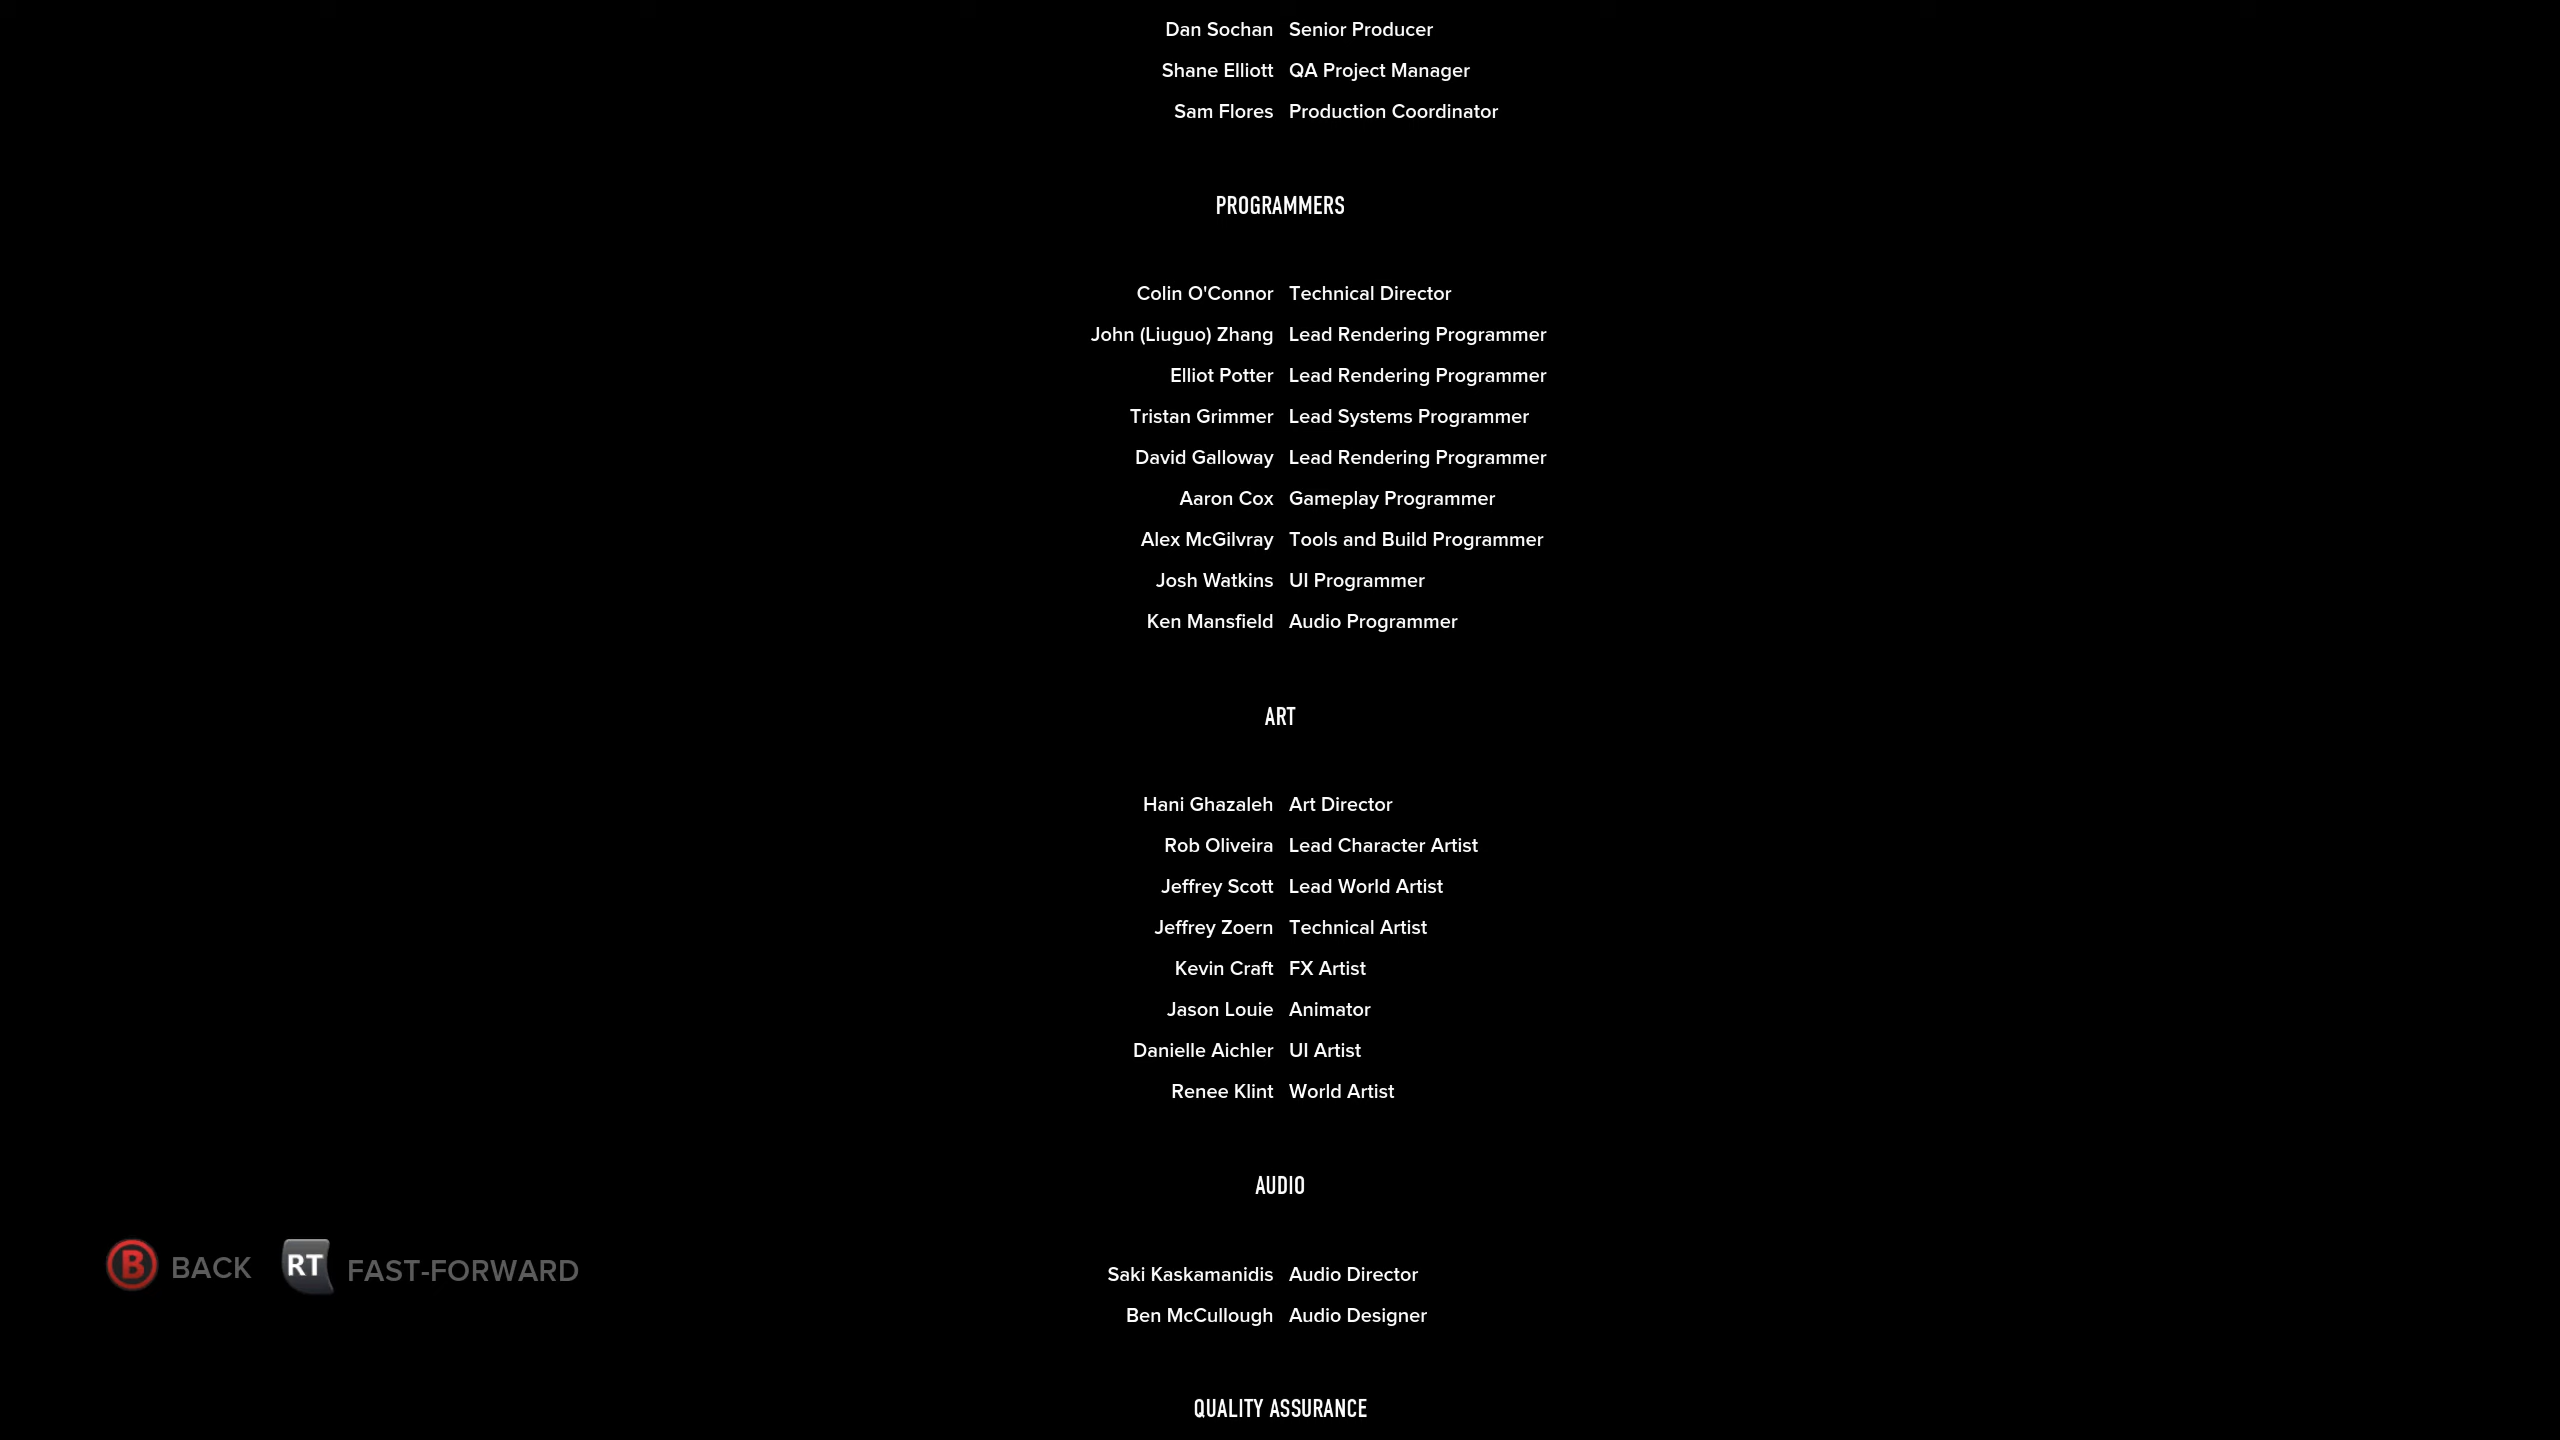 Dan Sochan Senior Producer
Shane Elliott QA Project Manager
Sam Flores Production Coordinator
PROGRAMMERS
Colin O'Connor Technical Director
John (Liuguo) Zhang Lead Rendering Programmer
Elliot Potter Lead Rendering Programmer
Tristan Grimmer Lead Systems Programmer
David Galloway Lead Rendering Programmer
Aaron Cox Gameplay Programmer
Alex McGilvray Tools and Build Programmer
Josh Watkins UI Programmer
Ken Mansfield Audio Programmer
ART
Hani Ghazaleh Art Director
Rob Oliveira Lead Character Artist
Jeffrey Scott Lead World Artist
Jeffrey Zoern Technical Artist
Kevin Craft FX Artist
Jason Louie Animator
Danielle Aichler UI Artist
Renee Klint World Artist
AUDIO
Saki Kaskamanidis Audio Director
Ben McCullough Audio Designer
QUALITY ASSURANCE
B BACK RT FAST-FORWARD